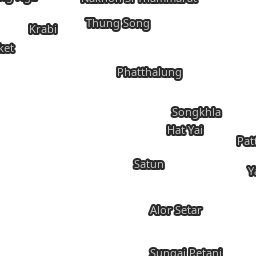 Krabi
Thung Song
Phatthalung
Songkhla
Hat Yai
Satun
Alor Setar
Sungai Petani